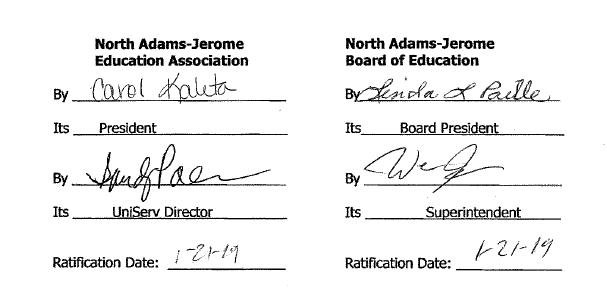 North Adams-Jerome
Education Association
By Carol Kaleta
Its President
By
Its UniServ Director
Ratification Date: 1-21-19
North Adams-Jerome
Board of Education
By Linda L Paille
Its Board President
By
Its Superintendent
Ratification Date: 1-21-19